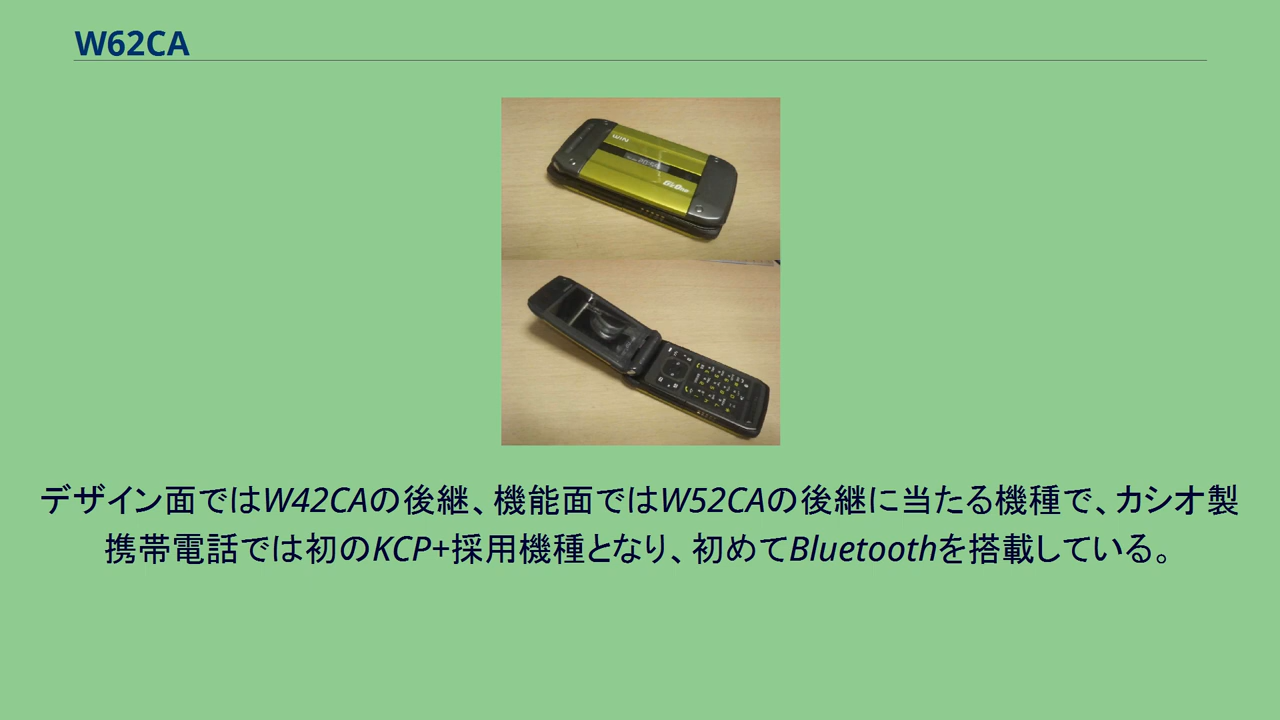 W62CA
WIN
G'zOne
デザイン面ではW42CAの後継、機能面ではW52CAの後継に当たる機種で、カシオ製
携帯電話では初のKCP+採用機種となり、初めてBluetoothを搭載している。